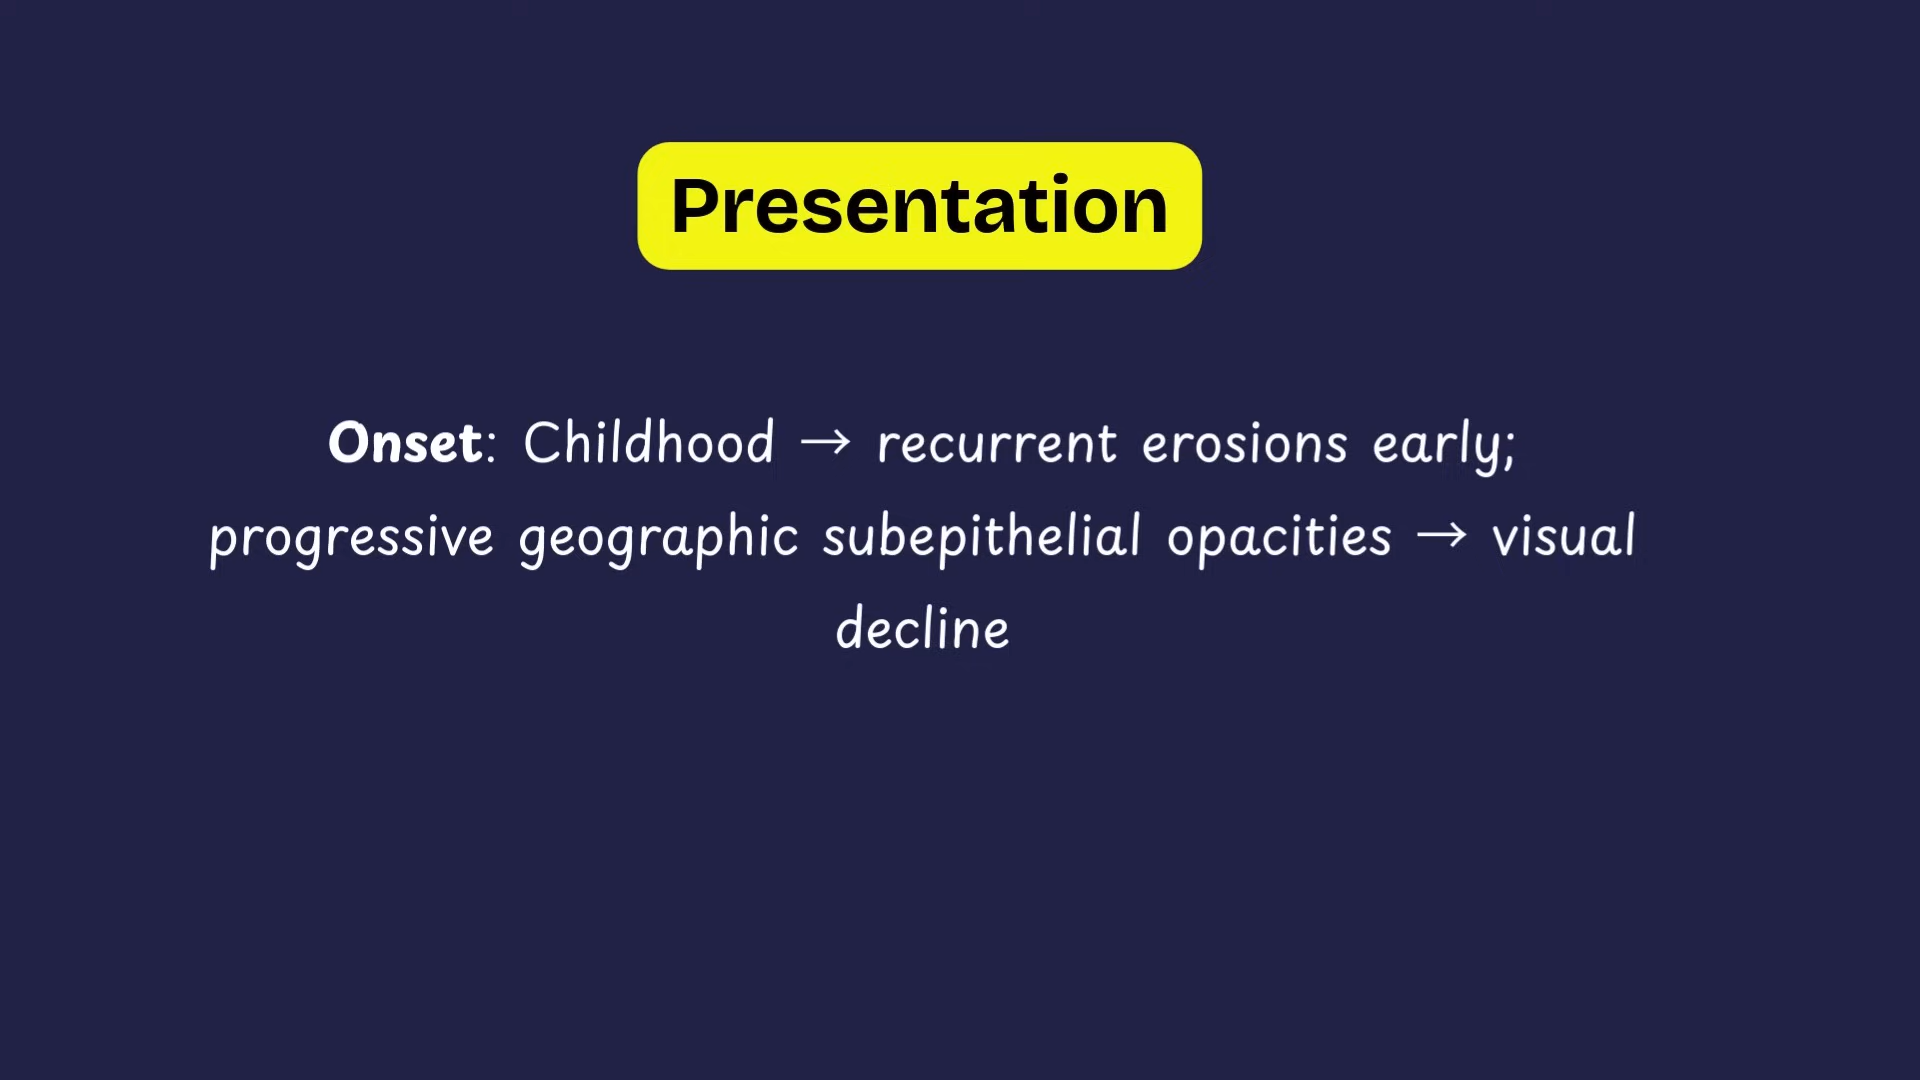 Presentation
Onset: Childhood → recurrent erosions early;
progressive geographic subepithelial opacities → visual
decline